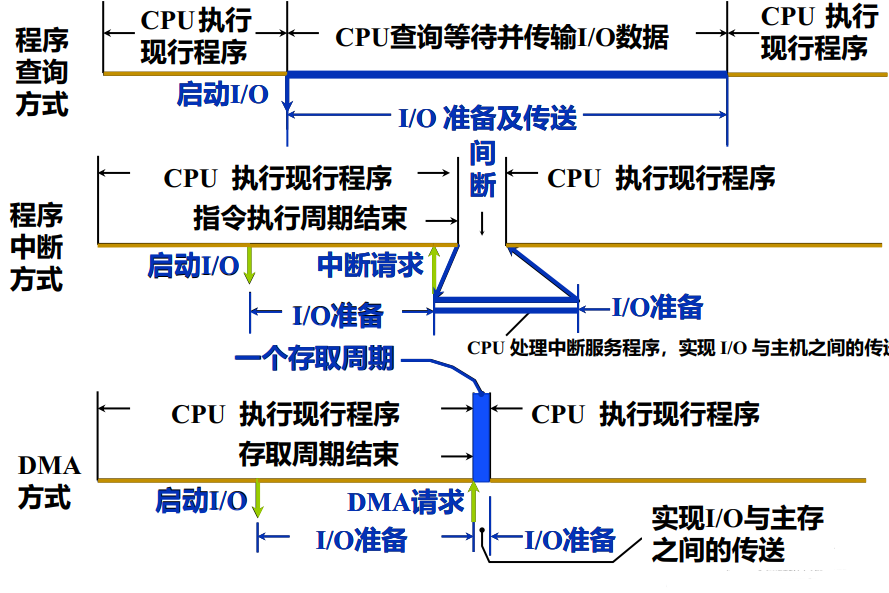 程序
查询
方式
CPU执行
现行程序
CPU查询等待并传输I/O数据
CPU 执行
现行程序
启动I/O
I/O 准备及传送
间
断
程序
中断
方式
CPU 执行现行程序
CPU 执行现行程序
指令执行周期结束
启动I/O
中断请求
I/O准备
I/O准备
CPU 处理中断服务程序，实现 I/O 与主机之间的传
一个存取周期
DMA
方式
CPU 执行现行程序
CPU 执行现行程序
存取周期结束
启动I/O
DMA请求
I/O准备
I/O准备
实现I/O与主存
之间的传送